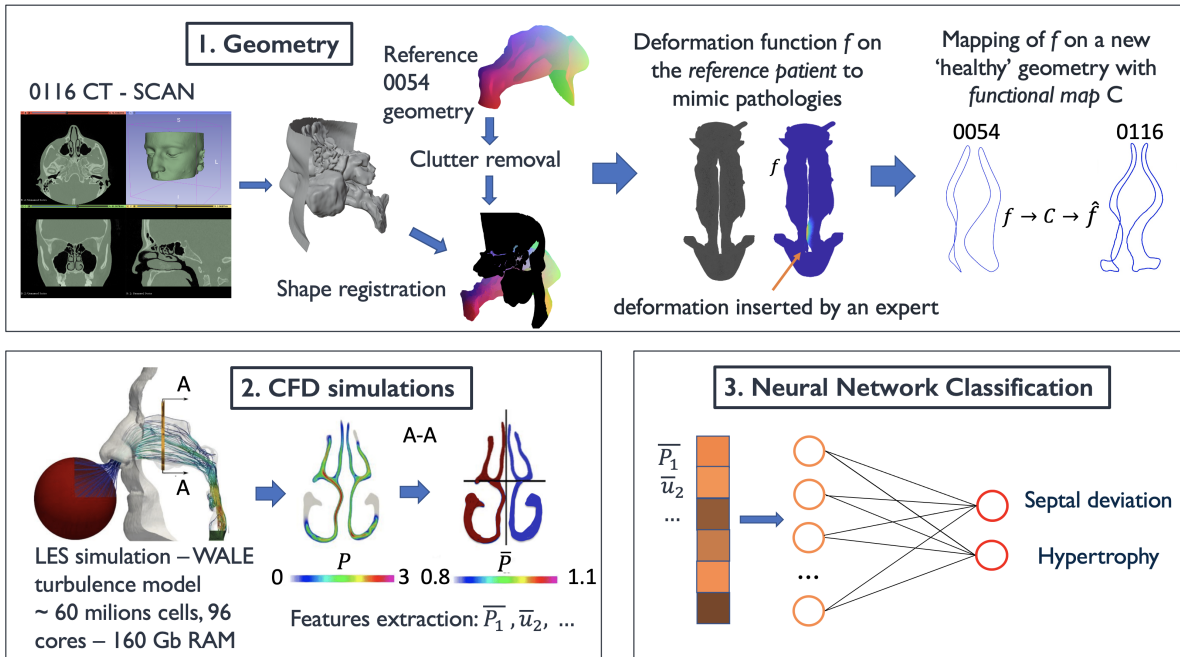 1. Geometry
0116 CT - SCAN
Reference
0054
geometry
Clutter removal
Shape registration
Deformation function f on
the reference patient to
mimic pathologies
f
deformation inserted by an expert
Mapping of f on a new
‘healthy’ geometry with
functional map C
0054
0116
f → C → f̂
2. CFD simulations
A
A
A-A
P
0
3
P̅
0.8
1.1
LES simulation – WALE
turbulence model
~ 60 milions cells, 96
cores – 160 Gb RAM
Features extraction: P̅₁ , u̅₂, ...
3. Neural Network Classification
P̅₁
u̅₂
...
...
Septal deviation
Hypertrophy